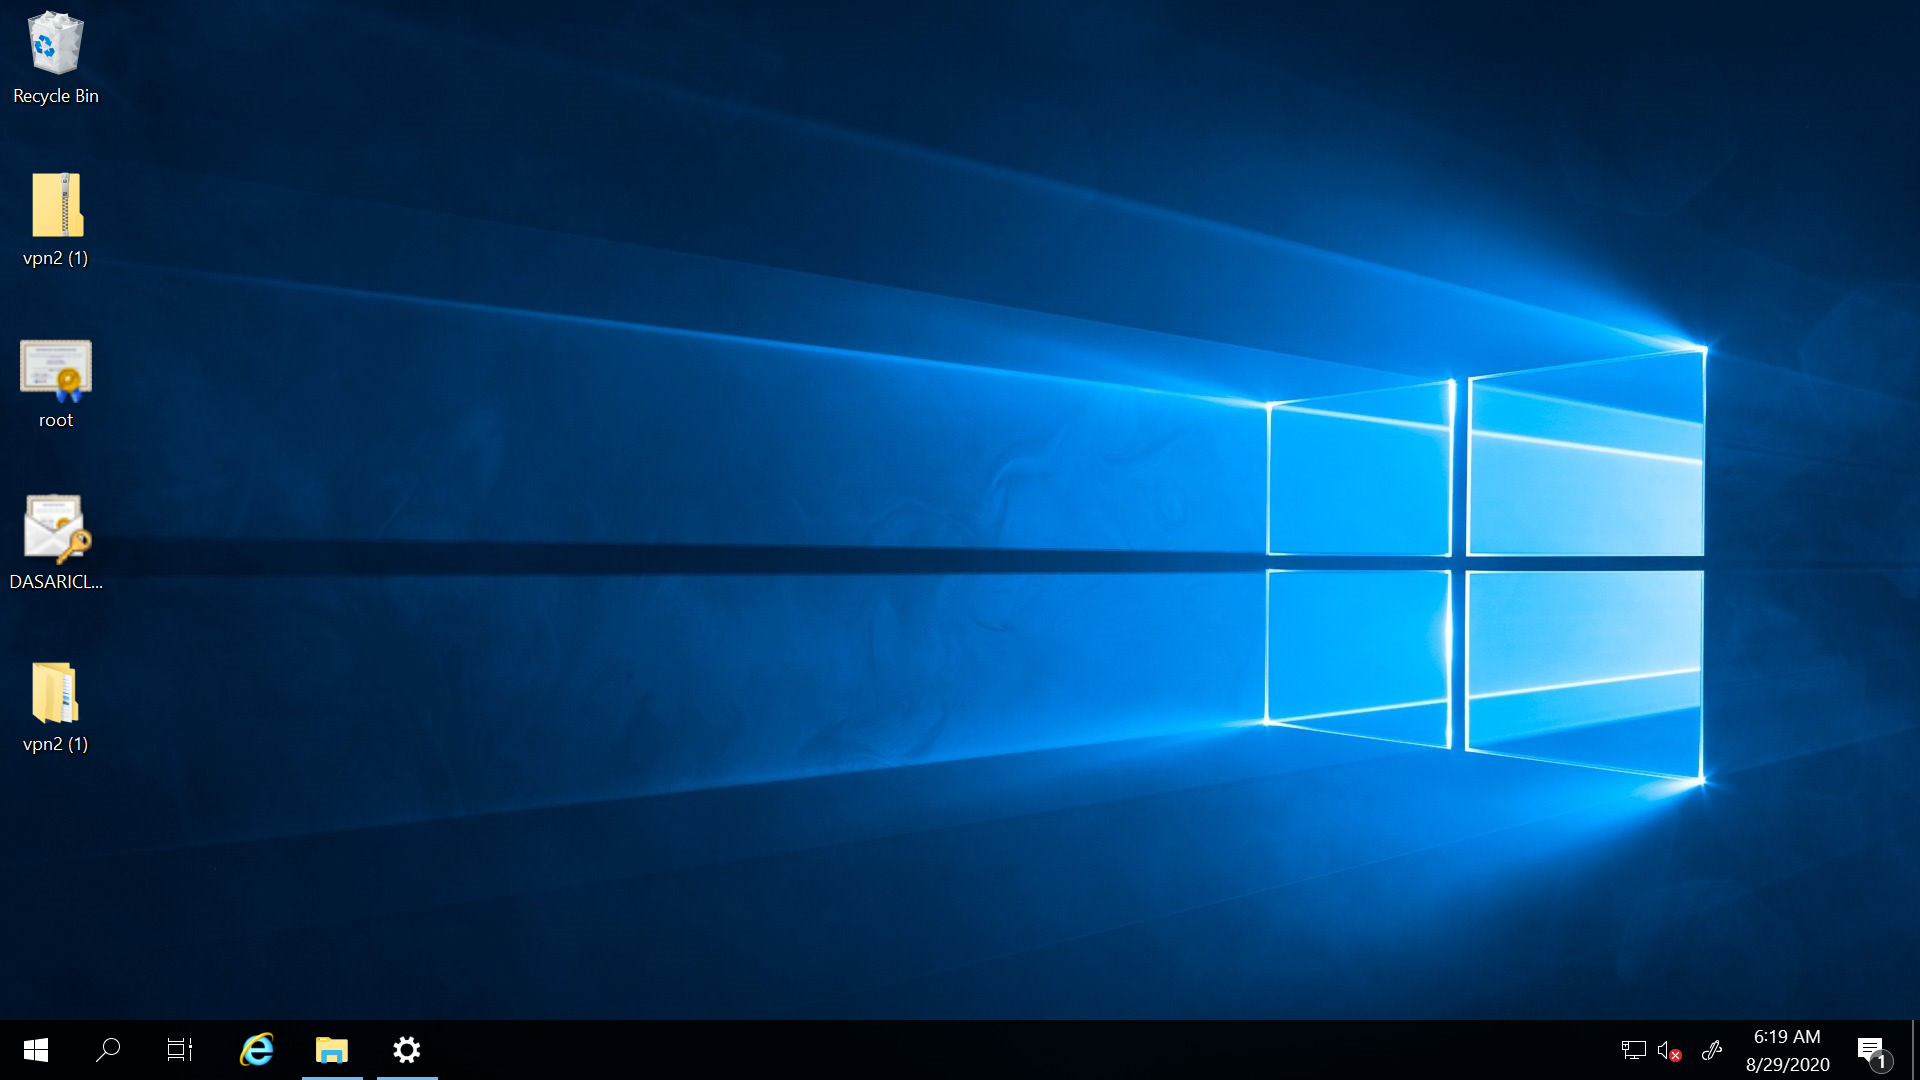 Recycle Bin
vpn2 (1)
root
DASARICL...
vpn2 (1)
6:19 AM
8/29/2020
1